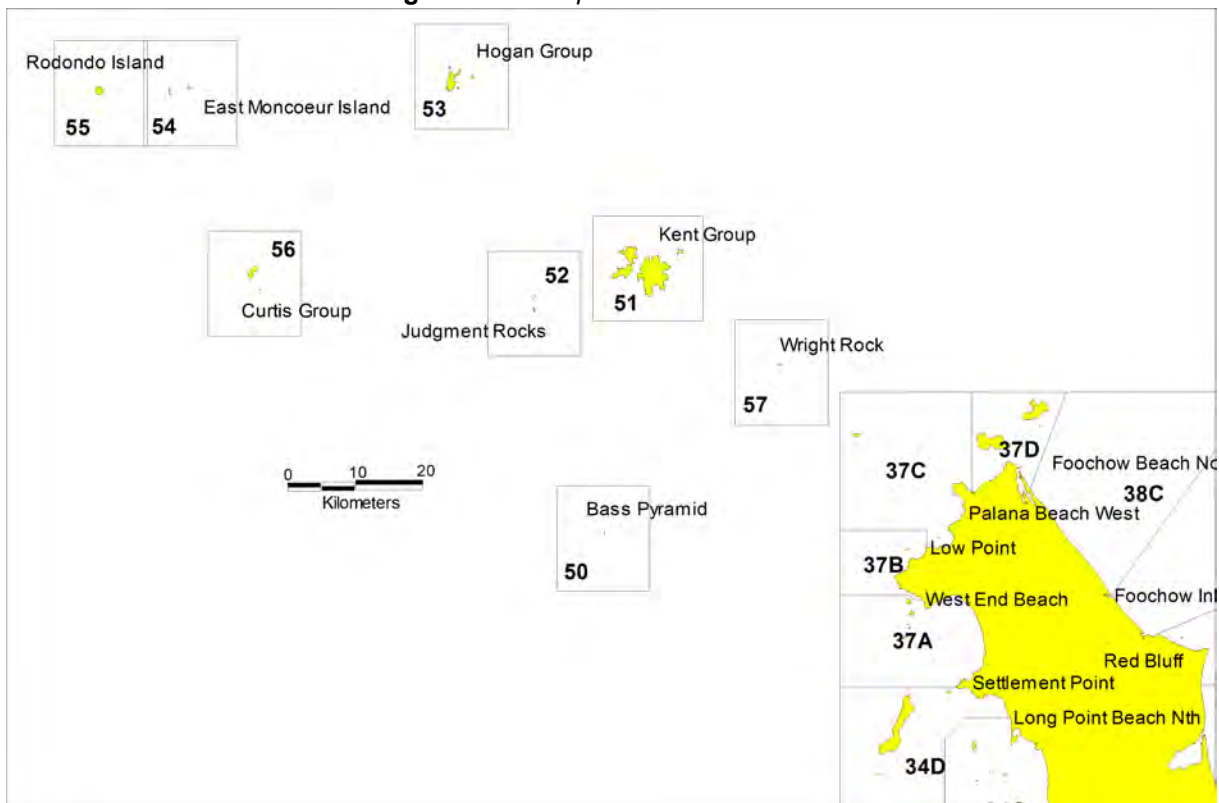 Hogan Group
Rodondo Island
East Moncoeur Island
53
55
54
Kent Group
56
52
51
Curtis Group
Judgment Rocks
Wright Rock
57
37D
Foochow Beach No
37C
38C
0 10 20
Kilometers
Bass Pyramid
Palana Beach West
Low Point
37B
50
Foochow Inl
West End Beach
37A
Red Bluff
Settlement Point
Long Point Beach Nth
34D